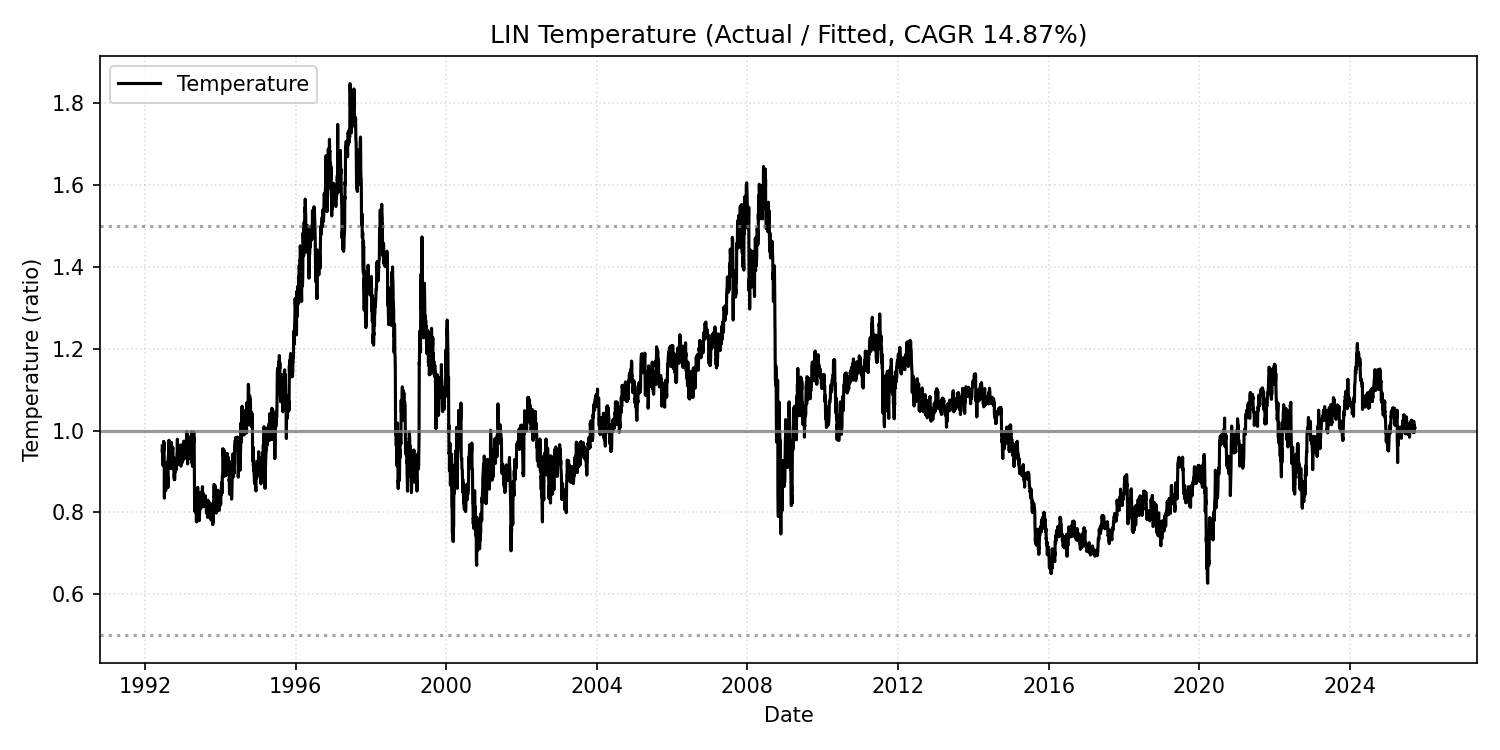 LIN Temperature (Actual / Fitted, CAGR 14.87%)
Temperature
Temperature (ratio)
1.8
1.6
1.4
1.2
1.0
0.8
0.6
1992 1996 2000 2004 2008 2012 2016 2020 2024
Date